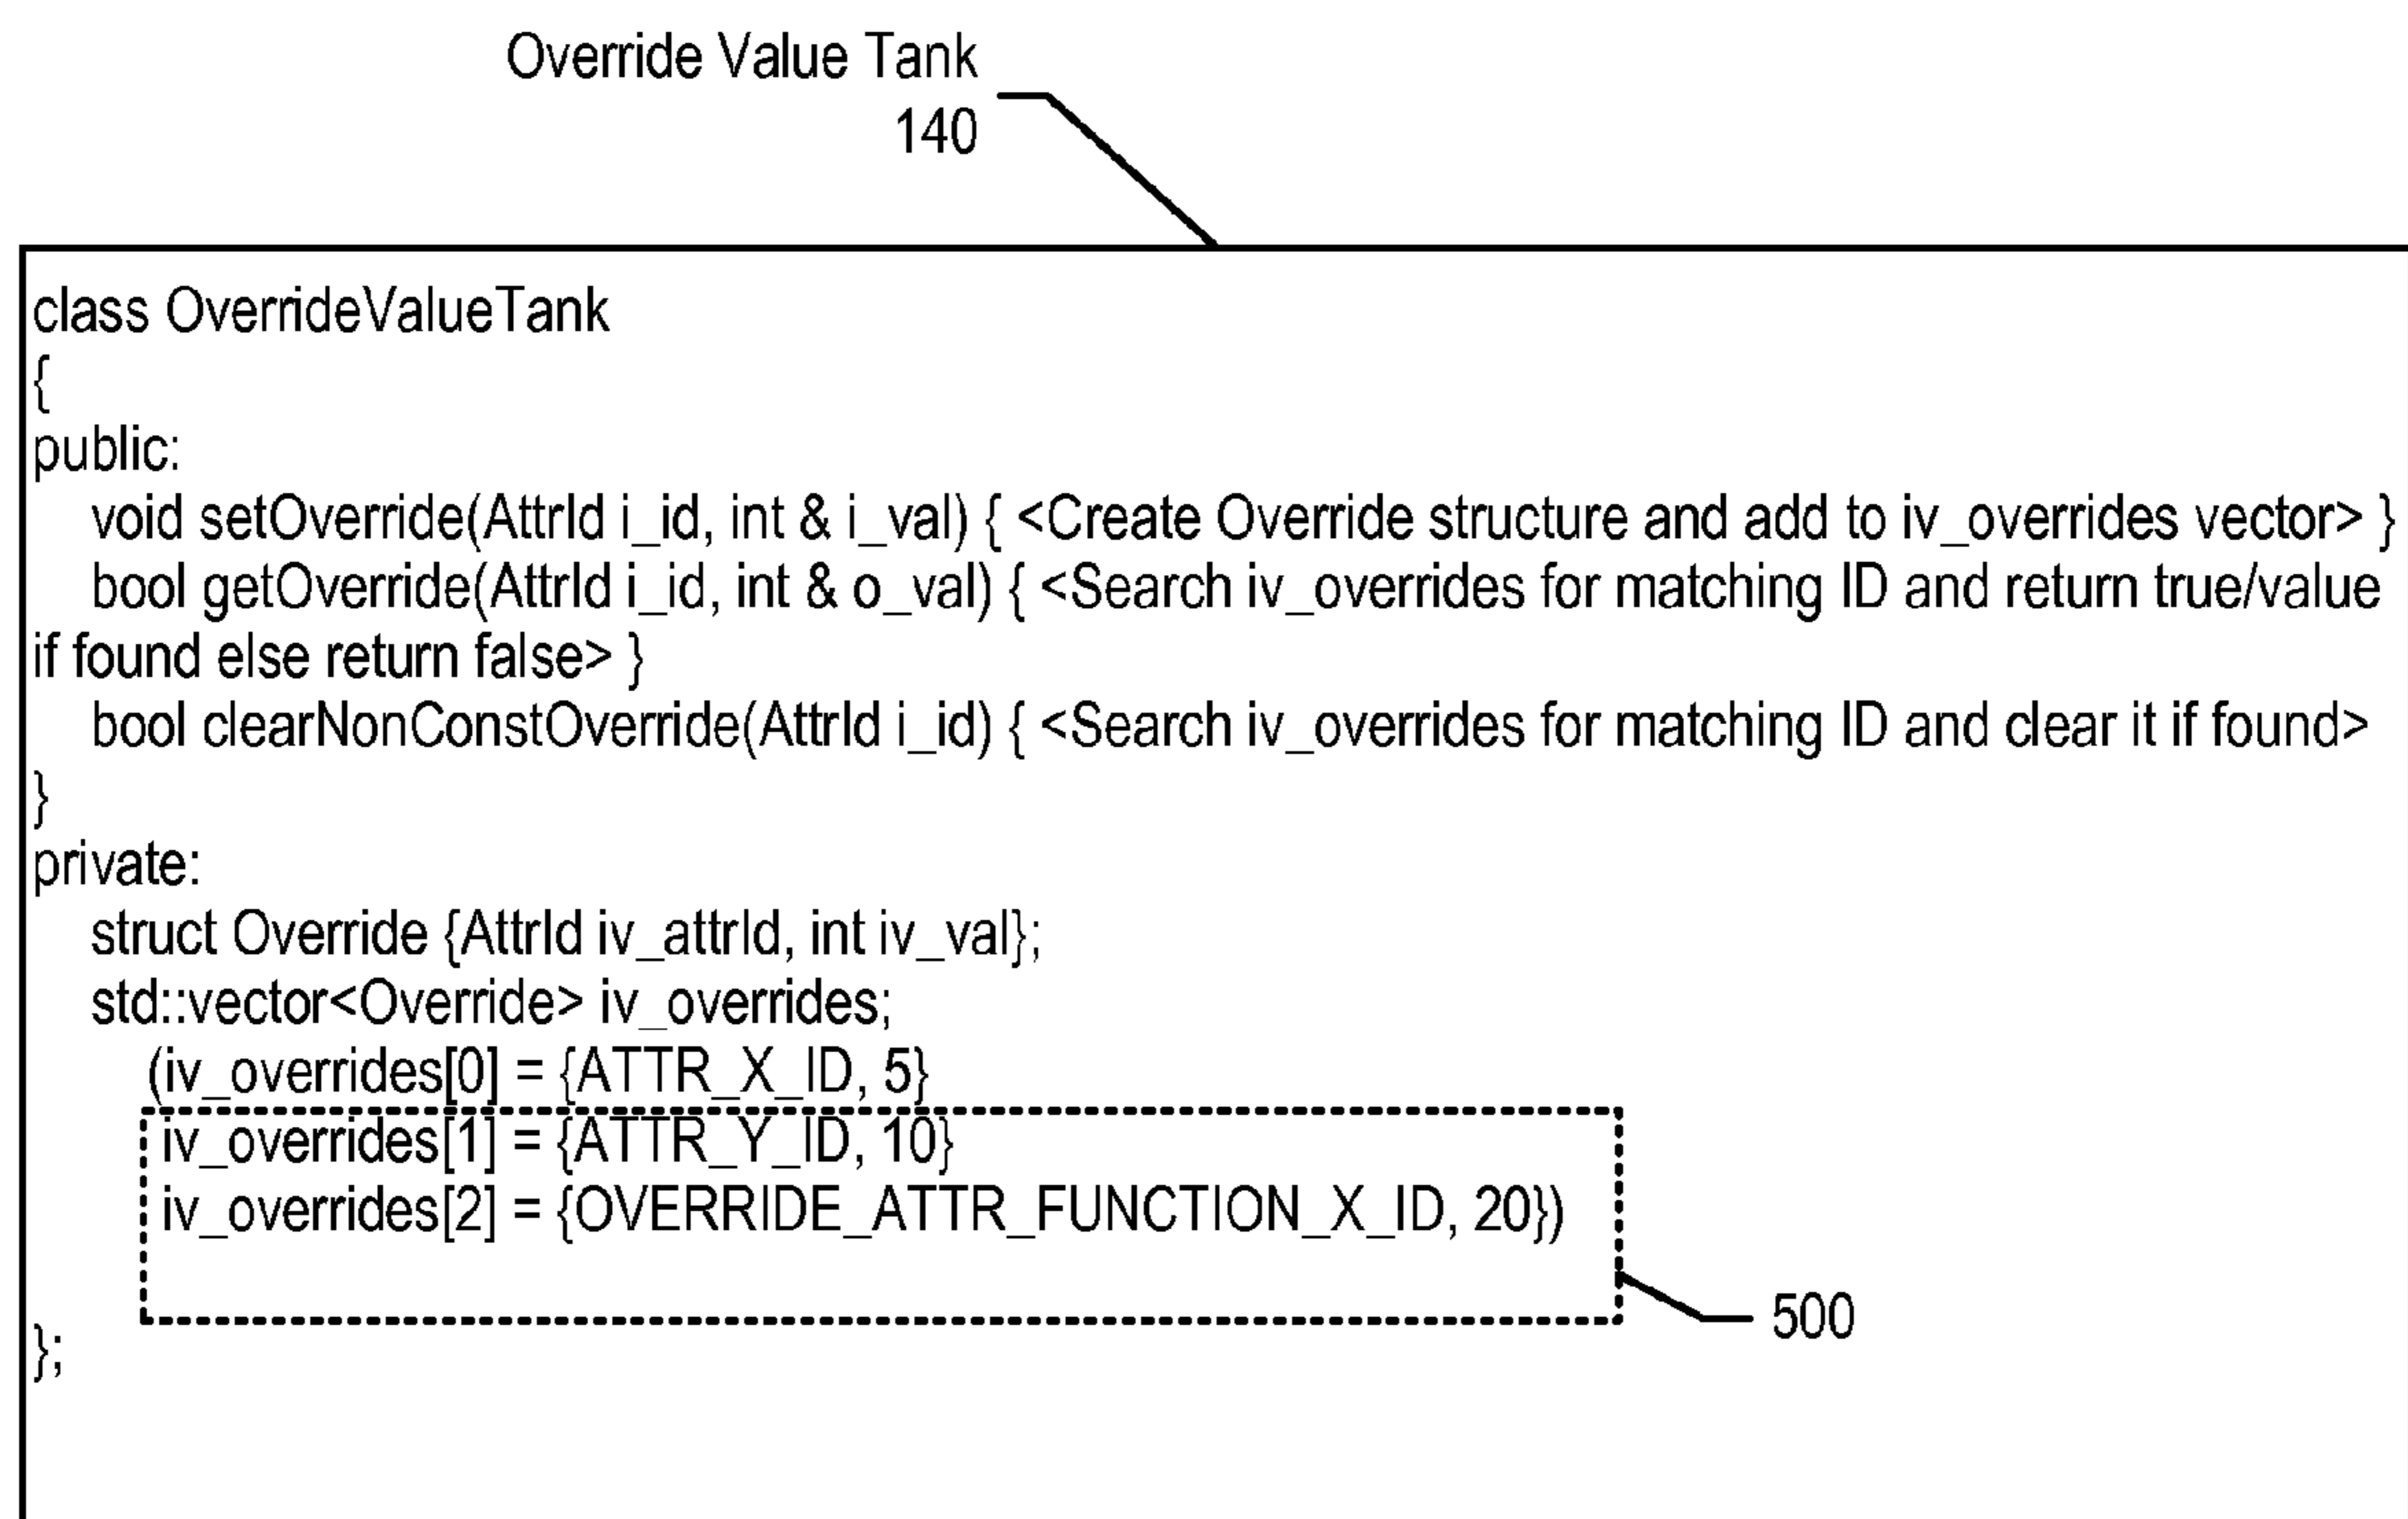 Override Value Tank
140
class OverrideValueTank
{
public:
void setOverride(AttrId i_id, int & i_val) { <Create Override structure and add to iv_overrides vector> }
bool getOverride(AttrId i_id, int & o_val) { <Search iv_overrides for matching ID and return true/value
if found else return false> }
bool clearNonConstOverride(AttrId i_id) { <Search iv_overrides for matching ID and clear it if found>
}
private:
struct Override {AttrId iv_attrId, int iv_val};
std::vector<Override> iv_overrides;
(iv_overrides[0] = {ATTR_X_ID, 5}
iv_overrides[1] = {ATTR_Y_ID, 10}
iv_overrides[2] = {OVERRIDE_ATTR_FUNCTION_X_ID, 20})
500
};